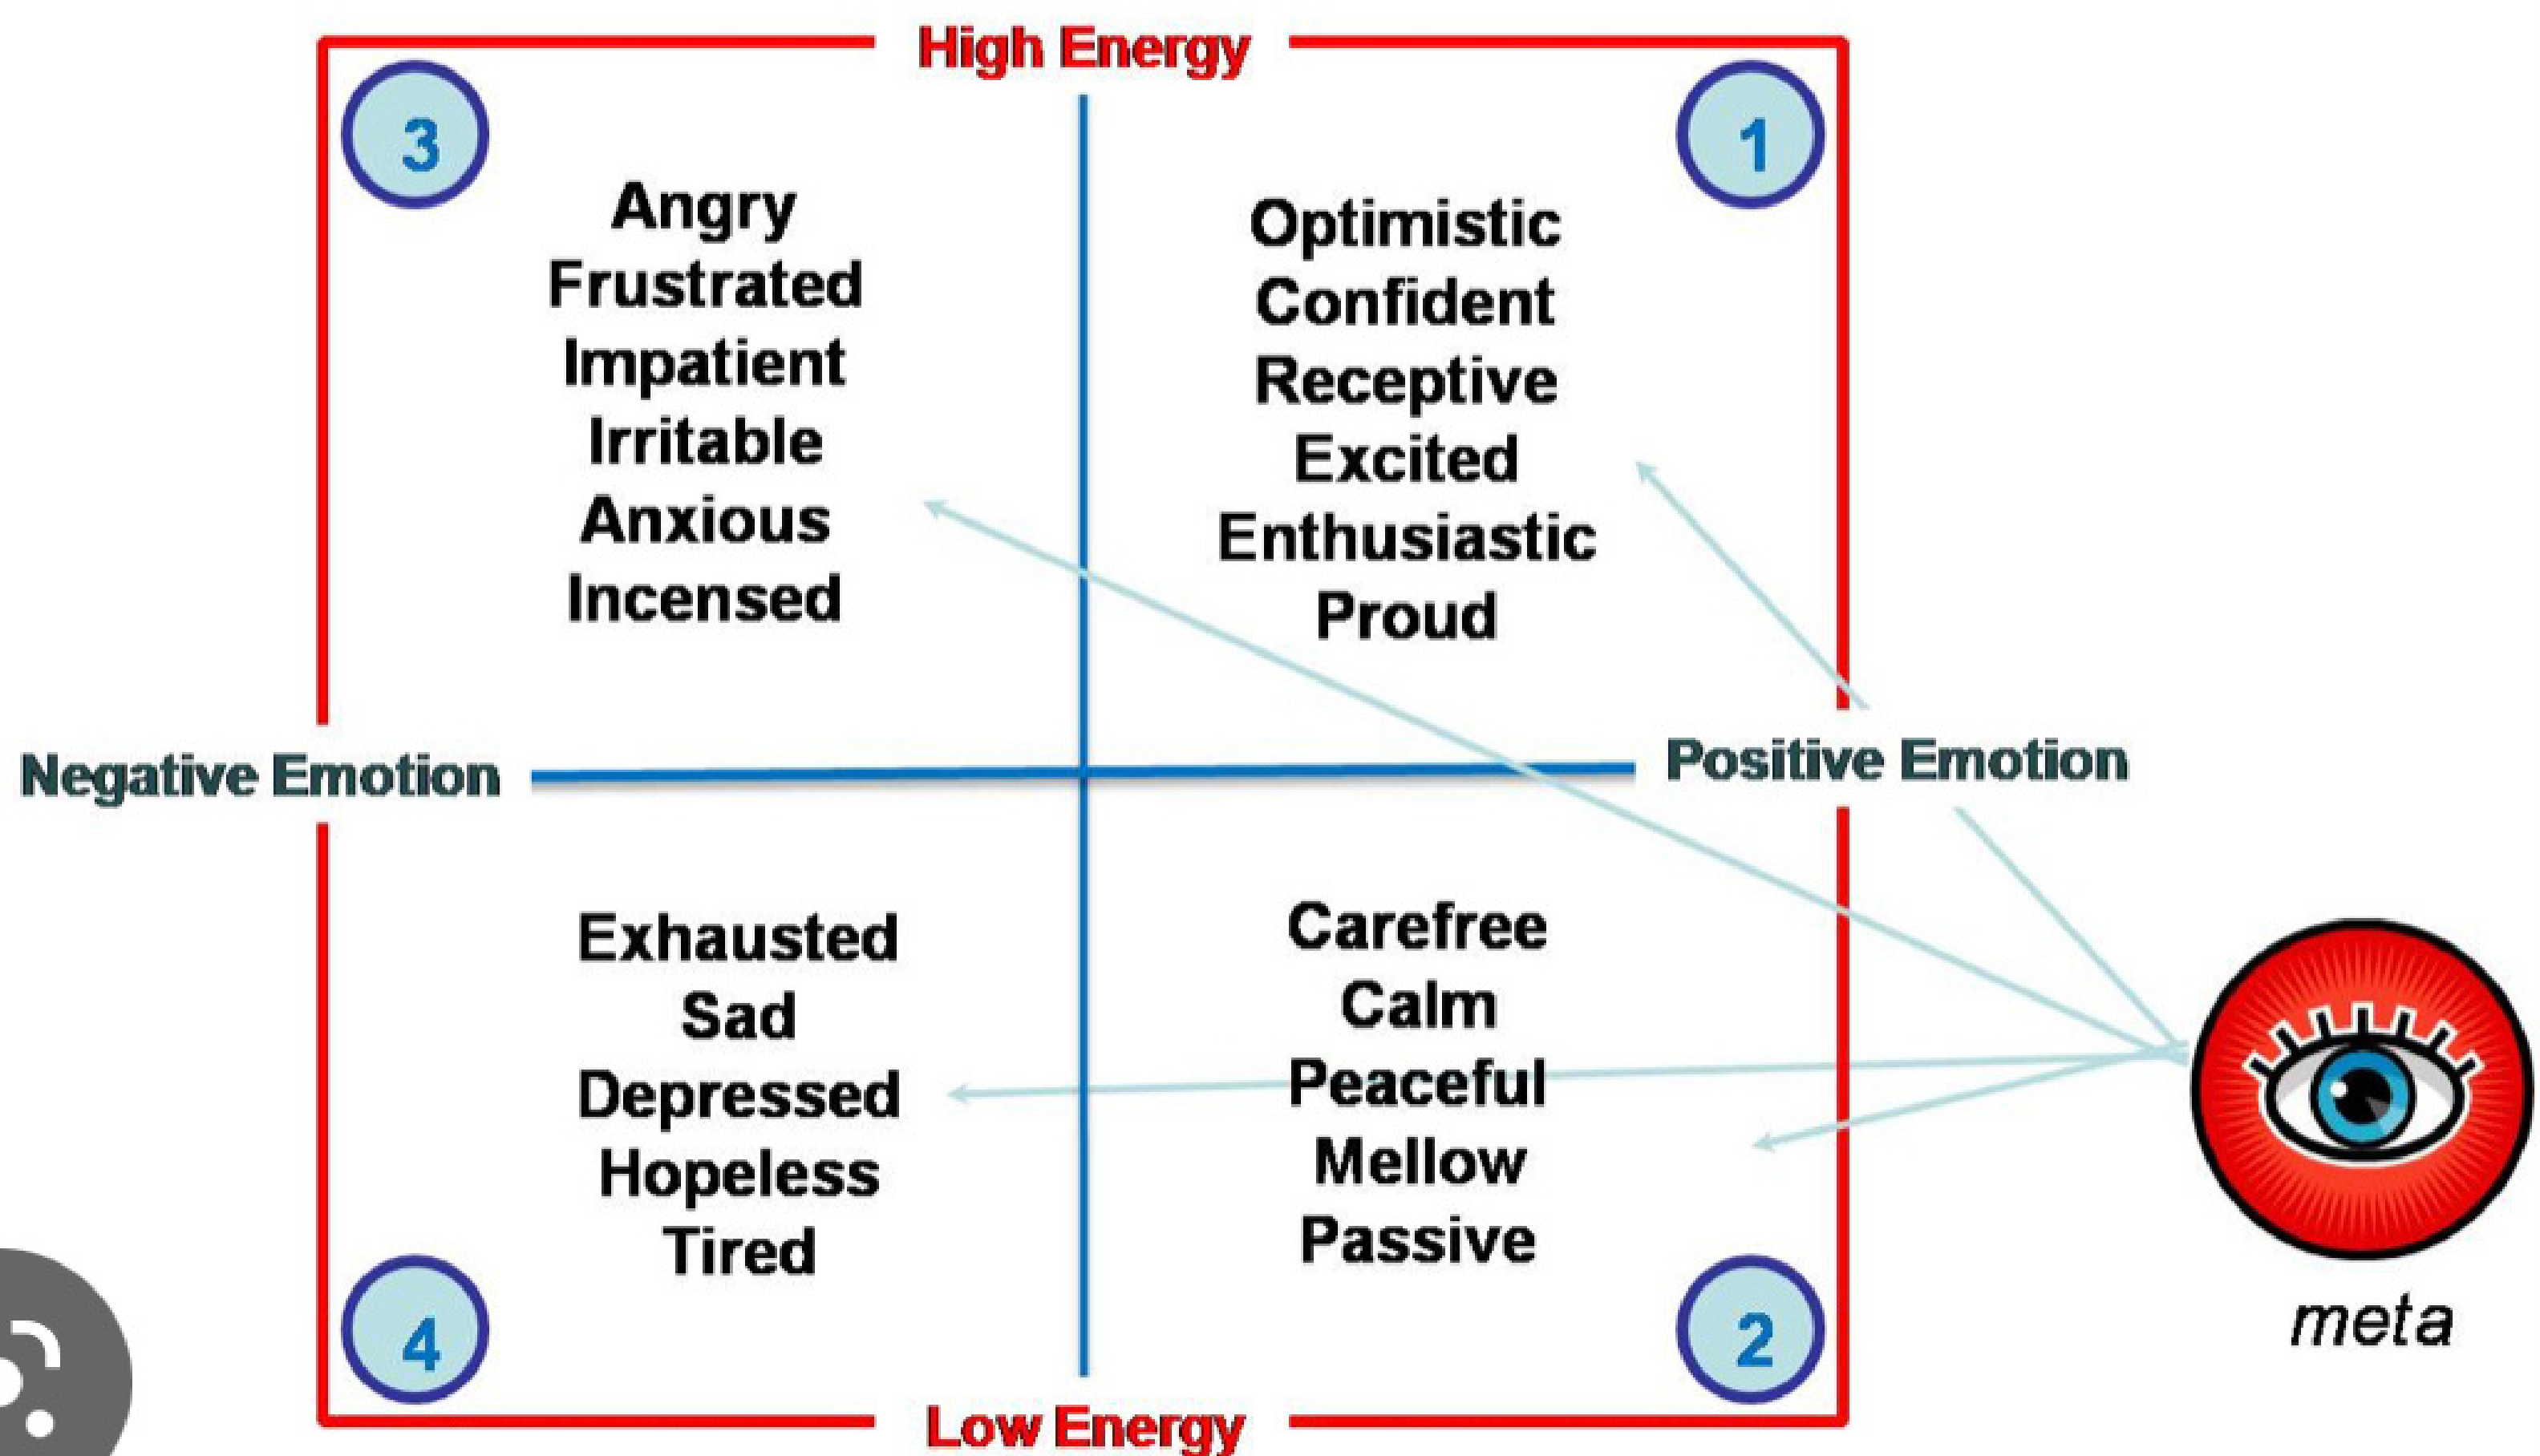 High Energy
3
1
Angry
Frustrated
Impatient
Irritable
Anxious
Incensed
Optimistic
Confident
Receptive
Excited
Enthusiastic
Proud
Negative Emotion
Positive Emotion
Exhausted
Sad
Depressed
Hopeless
Tired
Carefree
Calm
Peaceful
Mellow
Passive
4
2
meta
Low Energy